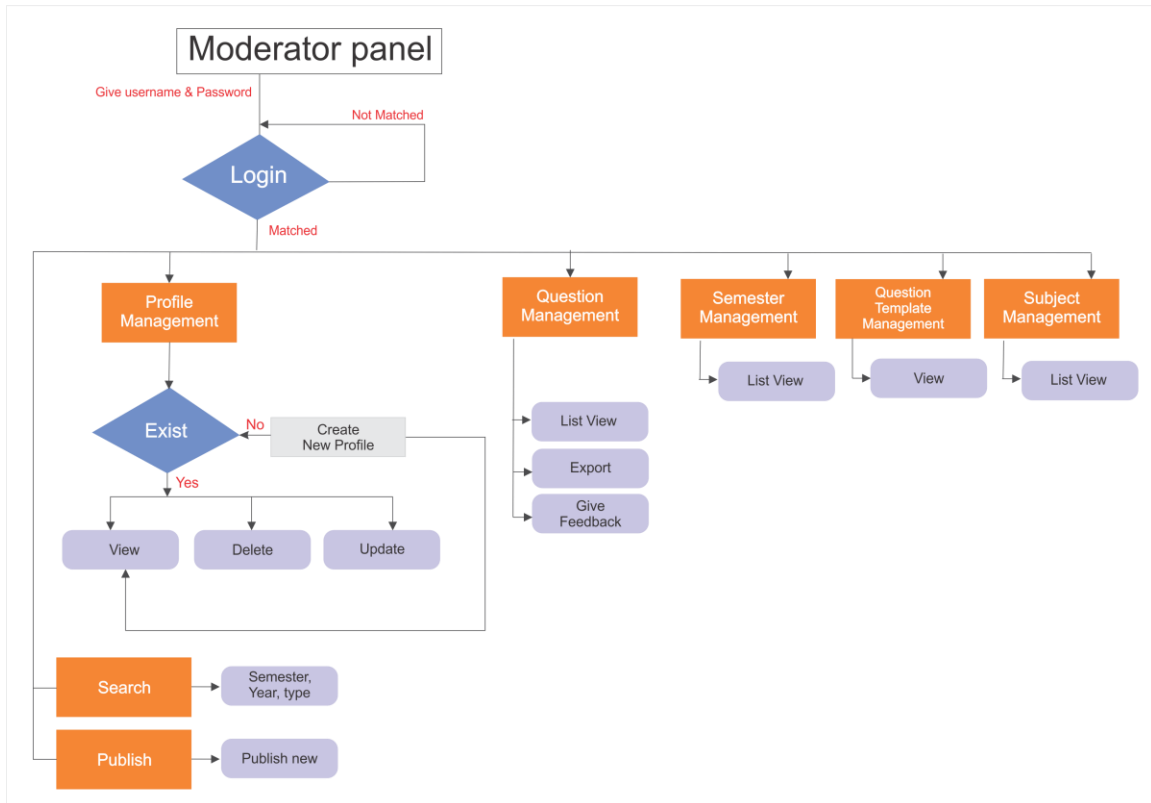 Moderator panel
Give username & Password
Not Matched
Login
Matched
Profile
Management
Question
Management
Semester
Management
Question
Template
Management
Subject
Management
List View
View
List View
Exist
No
Create
New Profile
Yes
List View
Export
Give
Feedback
View
Delete
Update
Search
Semester,
Year, type
Publish
Publish new